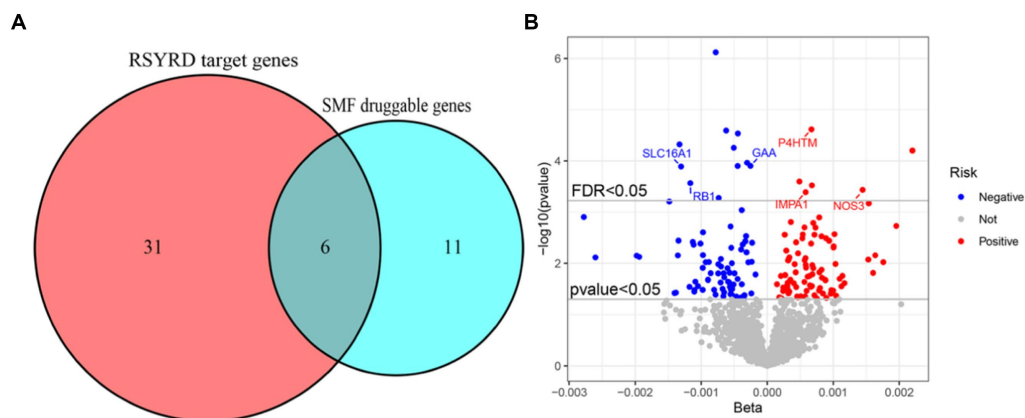 A
RSYRD target genes
SMF druggable genes
31
6
11
B
6
4
2
0
-log10(pvalue)
SLC16A1
GAA
P4HTM
RB1
IMPA1
NOS3
FDR<0.05
pvalue<0.05
-0.003
-0.002
-0.001
0.000
0.001
0.002
Beta
Risk
Negative
Not
Positive